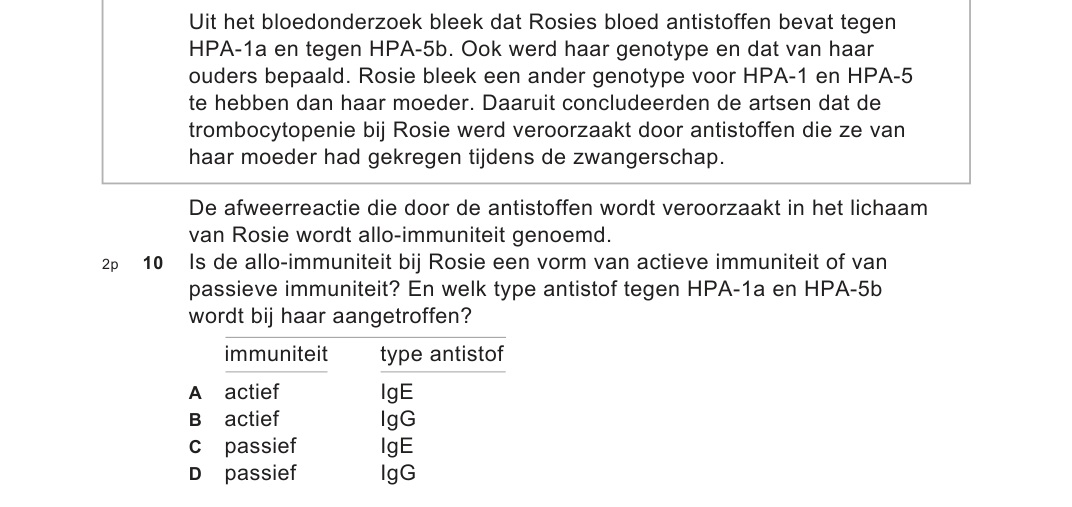 Uit het bloedonderzoek bleek dat Rosies bloed antistoffen bevat tegen
HPA-1a en tegen HPA-5b. Ook werd haar genotype en dat van haar
ouders bepaald. Rosie bleek een ander genotype voor HPA-1 en HPA-5
te hebben dan haar moeder. Daaruit concludeerden de artsen dat de
trombocytopenie bij Rosie werd veroorzaakt door antistoffen die ze van
haar moeder had gekregen tijdens de zwangerschap.
De afweerreactie die door de antistoffen wordt veroorzaakt in het lichaam
van Rosie wordt allo-immuniteit genoemd.
2p 10 Is de allo-immuniteit bij Rosie een vorm van actieve immuniteit of van
passieve immuniteit? En welk type antistof tegen HPA-1a en HPA-5b
wordt bij haar aangetroffen?
immuniteit type antistof
A actief IgE
B actief IgG
C passief IgE
D passief IgG